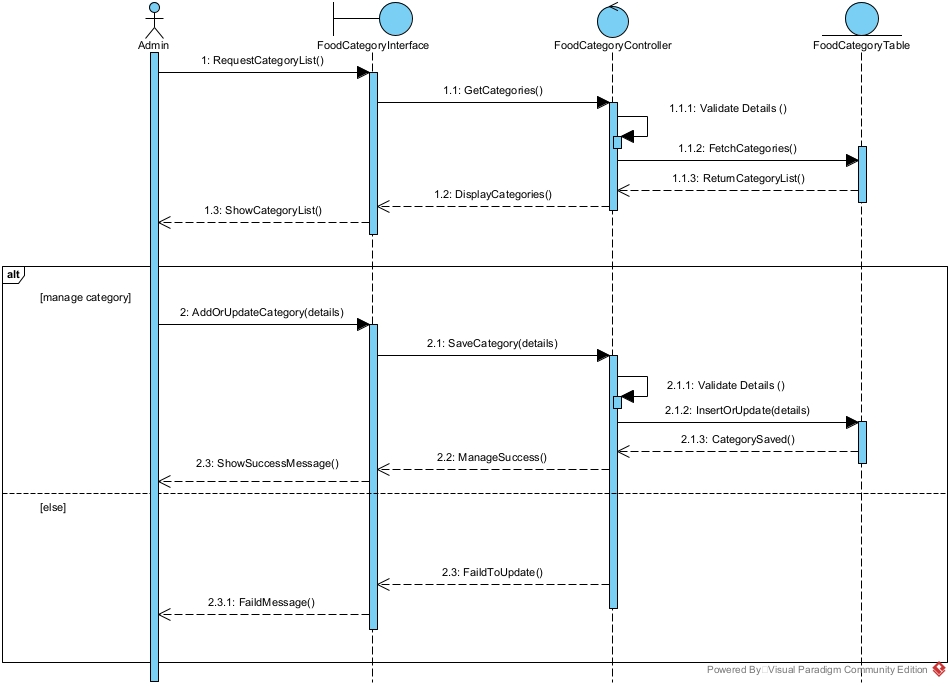 Admin
FoodCategoryInterface
FoodCategoryController
FoodCategoryTable
1: RequestCategoryList()
1.1: GetCategories()
1.1.1: Validate Details ()
1.1.2: FetchCategories()
1.1.3: ReturnCategoryList()
1.2: DisplayCategories()
1.3: ShowCategoryList()
alt
[manage category]
2: AddOrUpdateCategory(details)
2.1: SaveCategory(details)
2.1.1: Validate Details ()
2.1.2: InsertOrUpdate(details)
2.1.3: CategorySaved()
2.2: ManageSuccess()
2.3: ShowSuccessMessage()
[else]
2.3: FaildToUpdate()
2.3.1: FaildMessage()
Powered By Visual Paradigm Community Edition